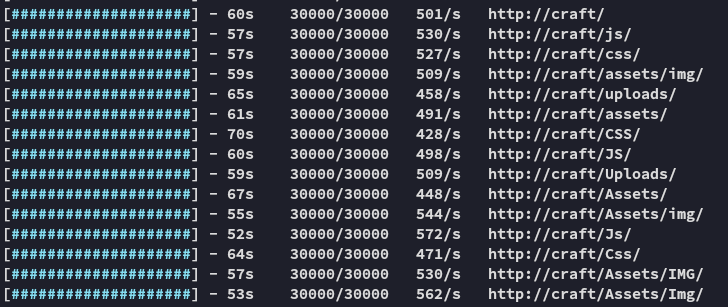 [####################] - 60s 30000/30000 501/s http://craft/
[####################] - 57s 30000/30000 530/s http://craft/js/
[####################] - 57s 30000/30000 527/s http://craft/css/
[####################] - 59s 30000/30000 509/s http://craft/assets/img/
[####################] - 65s 30000/30000 458/s http://craft/uploads/
[####################] - 61s 30000/30000 491/s http://craft/assets/
[####################] - 70s 30000/30000 428/s http://craft/CSS/
[####################] - 60s 30000/30000 498/s http://craft/JS/
[####################] - 59s 30000/30000 509/s http://craft/Uploads/
[####################] - 67s 30000/30000 448/s http://craft/Assets/
[####################] - 55s 30000/30000 544/s http://craft/Assets/img/
[####################] - 52s 30000/30000 572/s http://craft/Js/
[####################] - 64s 30000/30000 471/s http://craft/Css/
[####################] - 57s 30000/30000 530/s http://craft/Assets/IMG/
[####################] - 53s 30000/30000 562/s http://craft/Assets/Img/